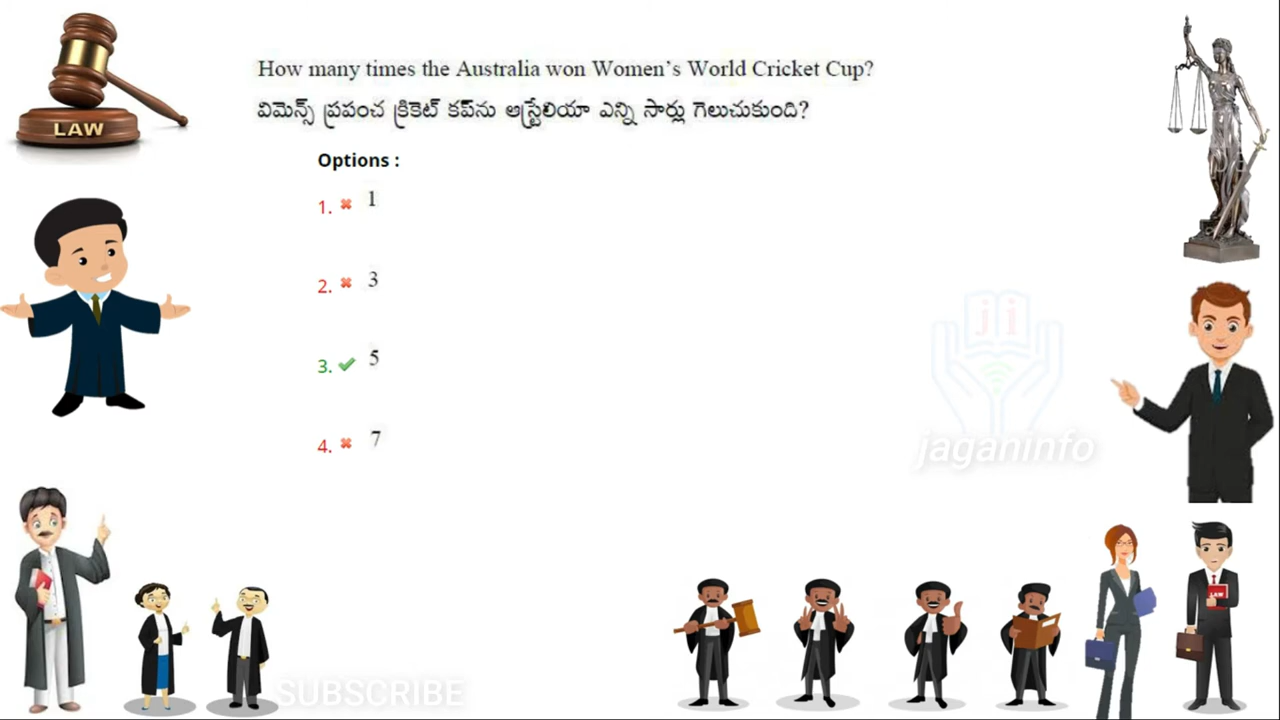 LAW
How many times the Australia won Women's World Cricket Cup?
విమెన్స్ ప్రపంచ క్రికెట్ కప్‌ను ఆస్ట్రేలియా ఎన్ని సార్లు గెలుచుకుంది?
Options :
1. 1
2. 3
3. 5
4. 7
ji
jaganinfo
LAW
SUBSCRIBE